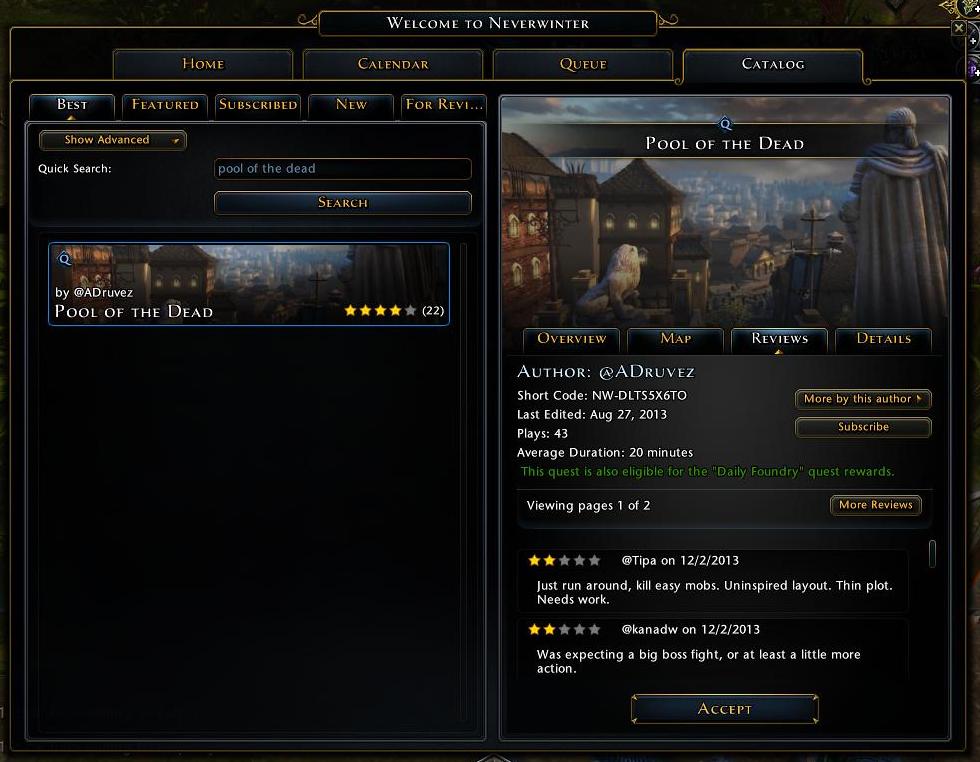 Welcome to Neverwinter
Home
Calendar
Queue
Catalog
Best
Featured
Subscribed
New
For Revi...
Show Advanced
Quick Search:
pool of the dead
Search
Q
by @ADruvez
Pool of the Dead
(22)
Q
Pool of the Dead
Overview
Map
Reviews
Details
Author: @ADruvez
Short Code: NW-DLTS5X6TO
More by this author
Last Edited: Aug 27, 2013
Subscribe
Plays: 43
Average Duration: 20 minutes
This quest is also eligible for the "Daily Foundry" quest rewards.
Viewing pages 1 of 2
More Reviews
@Tipa on 12/2/2013
Just run around, kill easy mobs. Uninspired layout. Thin plot.
Needs work.
@kanadw on 12/2/2013
Was expecting a big boss fight, or at least a little more
action.
Accept